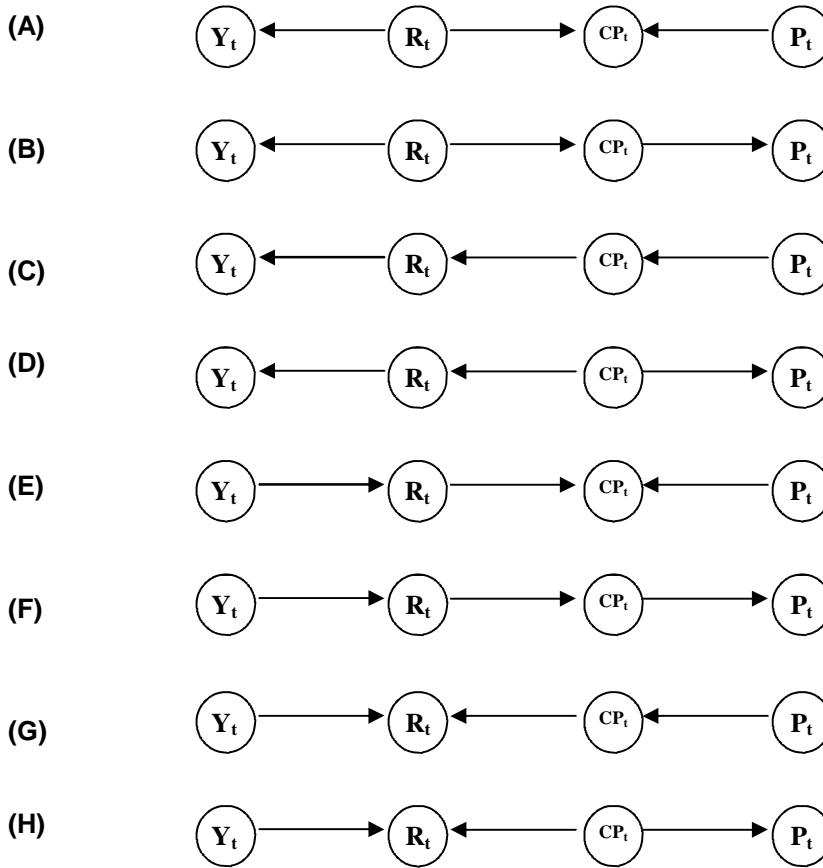 (A) Yt Rt CPt Pt
(B) Yt Rt CPt Pt
(C) Yt Rt CPt Pt
(D) Yt Rt CPt Pt
(E) Yt Rt CPt Pt
(F) Yt Rt CPt Pt
(G) Yt Rt CPt Pt
(H) Yt Rt CPt Pt